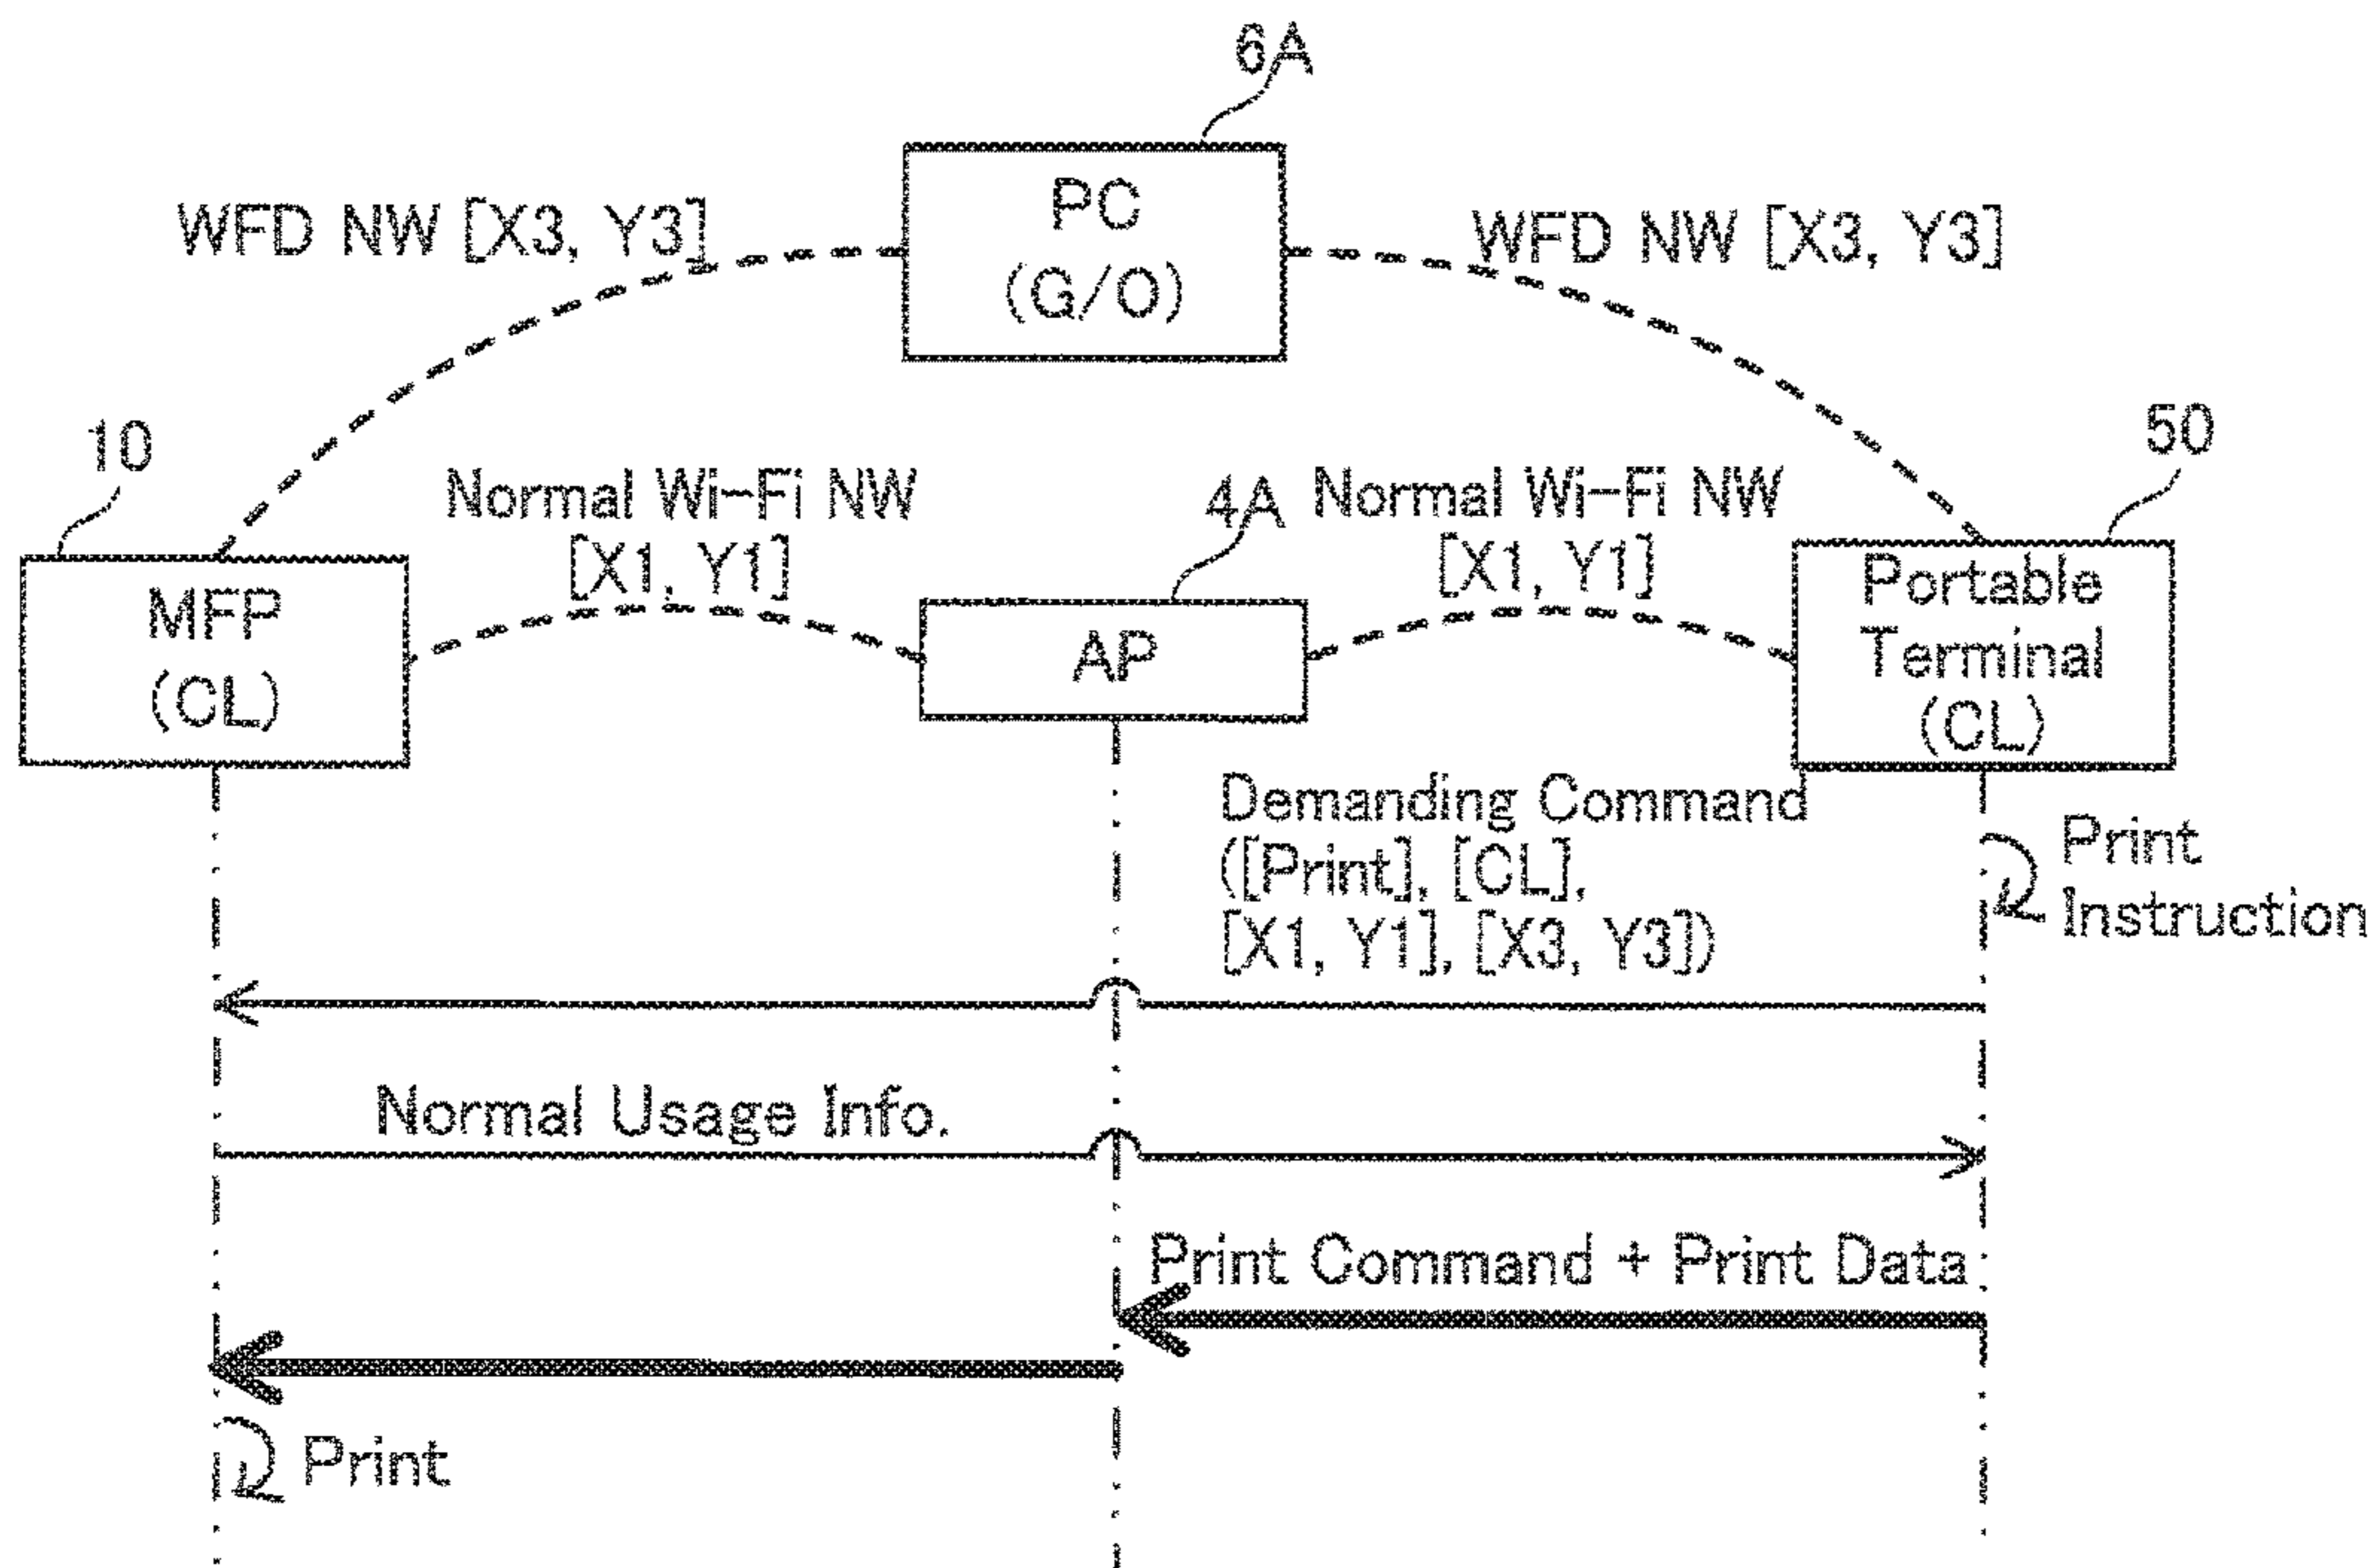 6A
PC
(G/O)
WFD NW [X3, Y3]
WFD NW [X3, Y3]
10
50
Normal Wi-Fi NW
[X1, Y1]
4A
Normal Wi-Fi NW
[X1, Y1]
MFP
(CL)
AP
Portable
Terminal
(CL)
Demanding Command
([Print], [CL],
[X1, Y1], [X3, Y3])
Print
Instruction
Normal Usage Info.
Print Command + Print Data
Print